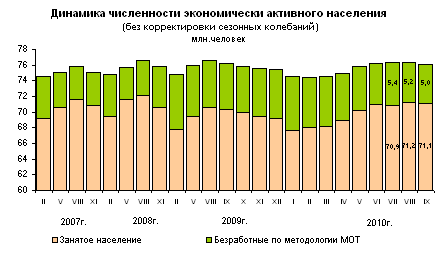 Динамика численности экономически активного населения
(без корректировки сезонных колебаний)
млн.человек
78
76
74
72
70
68
66
64
62
60
5,4 5,2 5,0
70,9 71,2 71,1
II V VIII XI II V VIII XI II V VIII IX X XI XII I II III IV V VI VII VIII IX
2007г. 2008г. 2009г. 2010г.
Занятое население Безработные по методологии МОТ